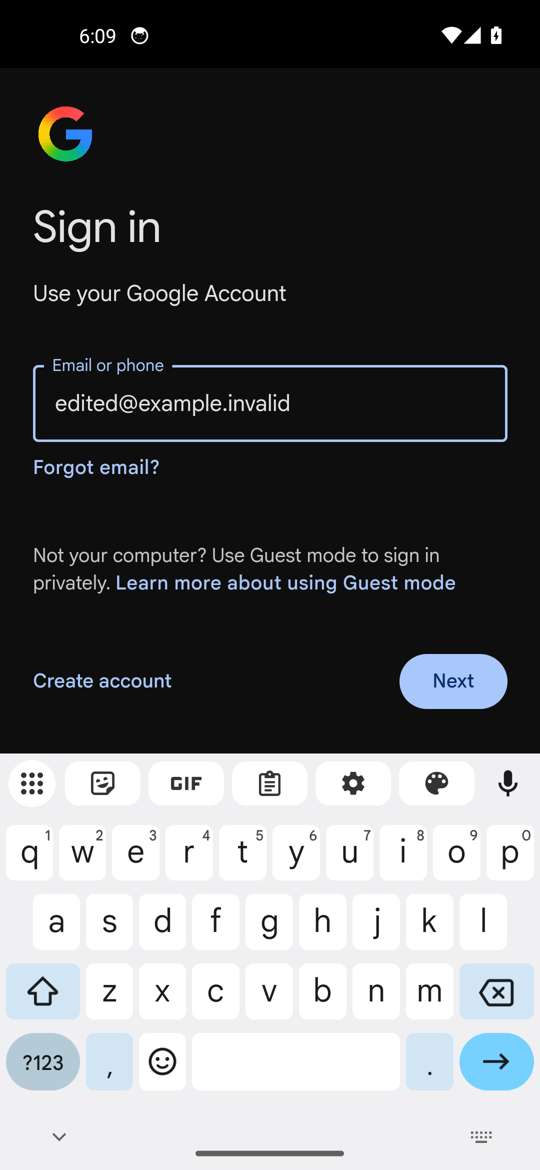 6:09
Sign in
Use your Google Account
Email or phone
edited@example.invalid
Forgot email?
Not your computer? Use Guest mode to sign in
privately. Learn more about using Guest mode
Create account
Next
GIF
1 2 3 4 5 6 7 8 9 0
q w e r t y u i o p
a s d f g h j k l
z x c v b n m
?123 , .